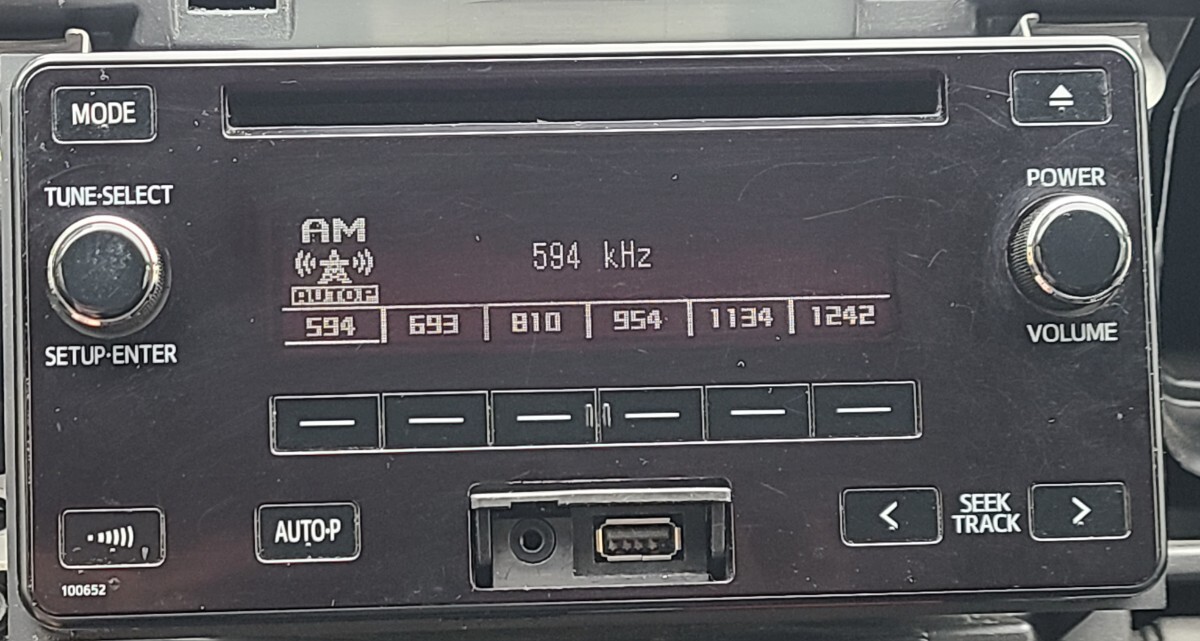 MODE
TUNE·SELECT
POWER
AM
594 kHz
AUTO.P
594 693 810 954 1134 1242
SETUP·ENTER
VOLUME
AUTO·P
SEEK
TRACK
100652